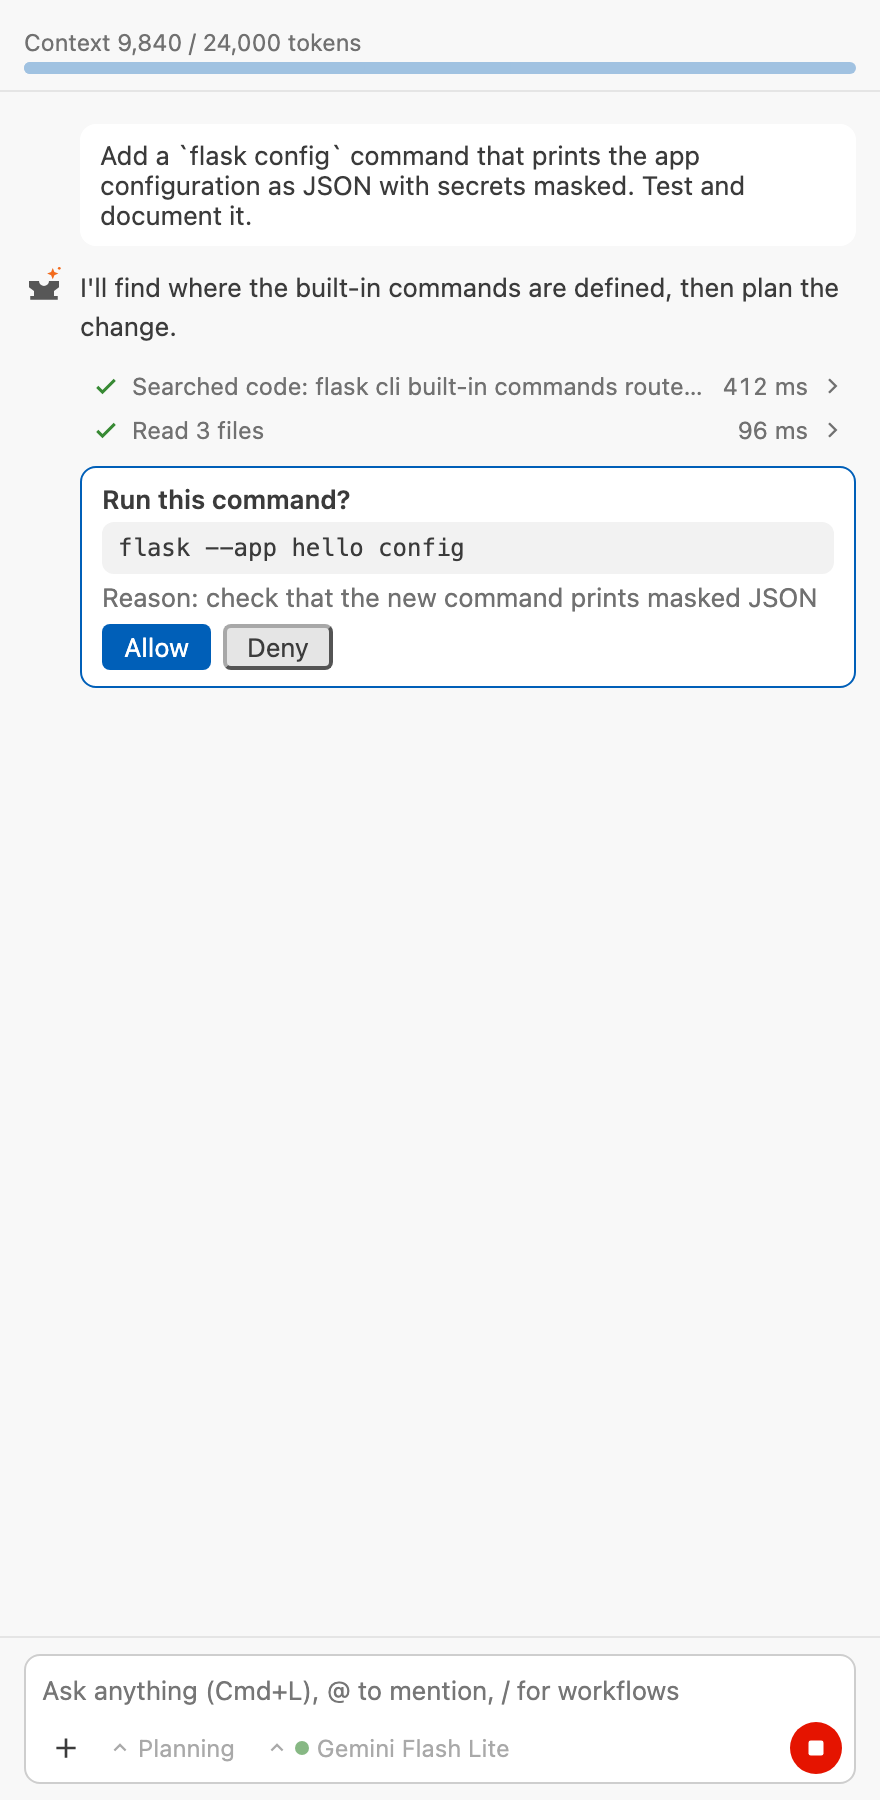 Context 9,840 / 24,000 tokens
Add a `flask config` command that prints the app
configuration as JSON with secrets masked. Test and
document it.
I'll find where the built-in commands are defined, then plan the
change.
Searched code: flask cli built-in commands route... 412 ms
Read 3 files 96 ms
Run this command?
flask --app hello config
Reason: check that the new command prints masked JSON
Allow Deny
Ask anything (Cmd+L), @ to mention, / for workflows
Planning Gemini Flash Lite